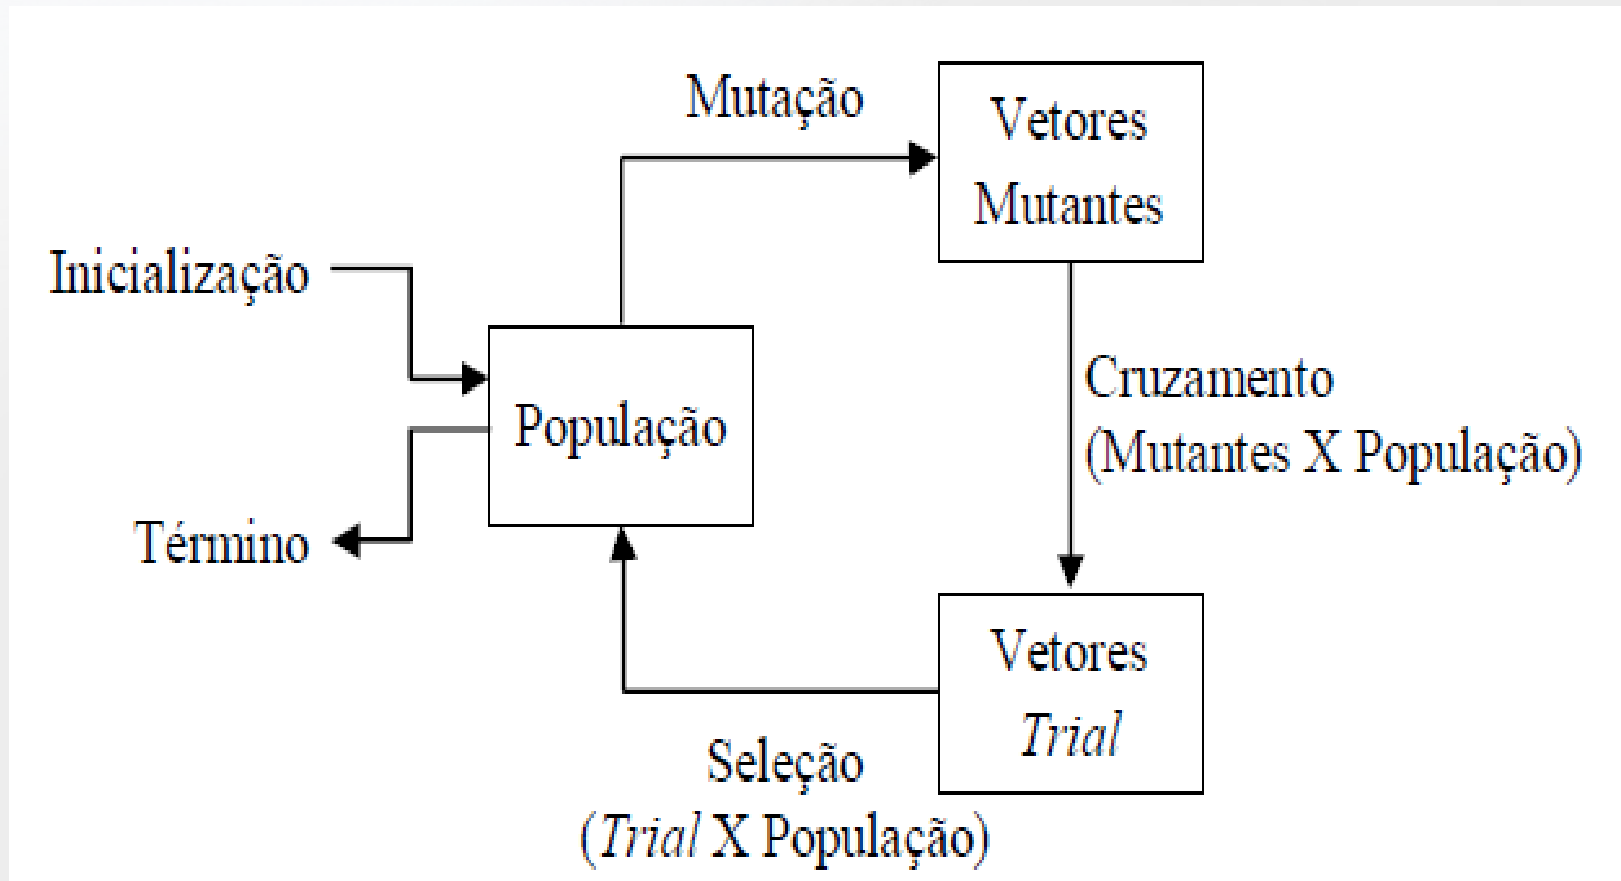 Mutação
Vetores
Mutantes
Inicialização
População
Cruzamento
(Mutantes X População)
Término
Vetores
Trial
Seleção
(Trial X População)